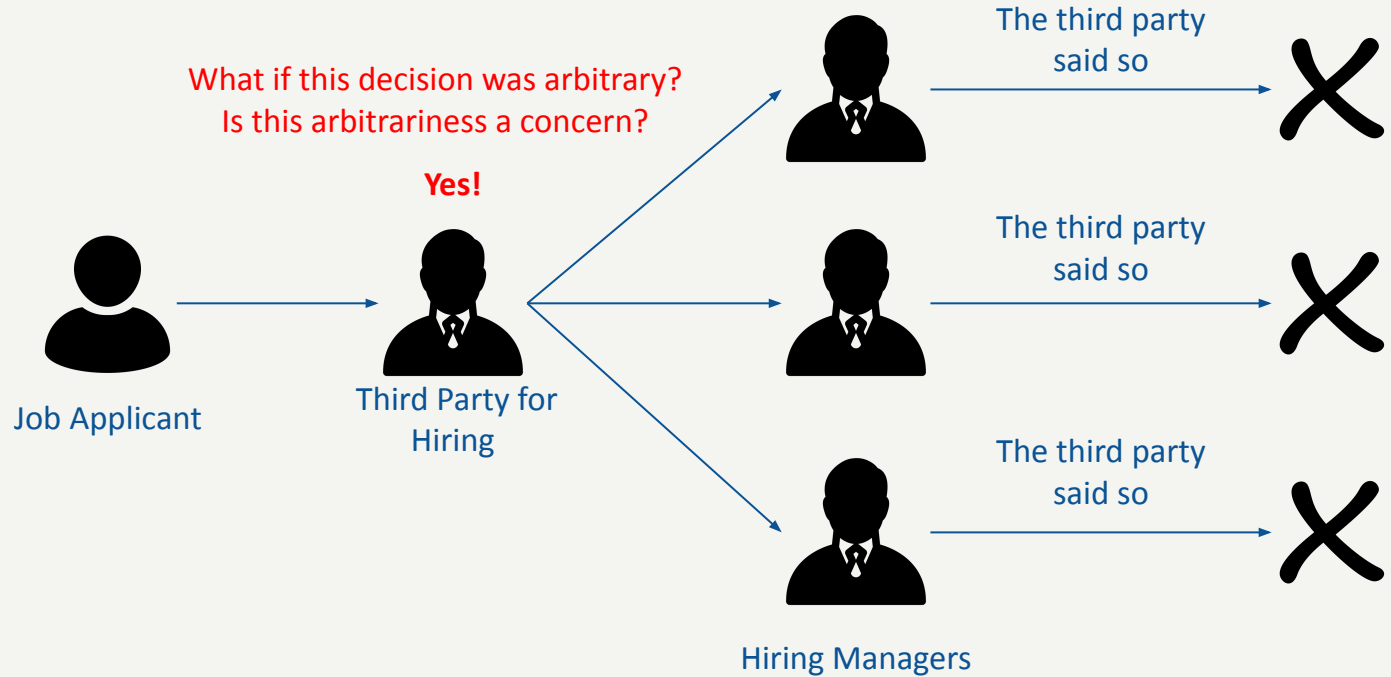 What if this decision was arbitrary?
Is this arbitrariness a concern?
Yes!
Job Applicant
Third Party for
Hiring
The third party
said so
The third party
said so
The third party
said so
Hiring Managers